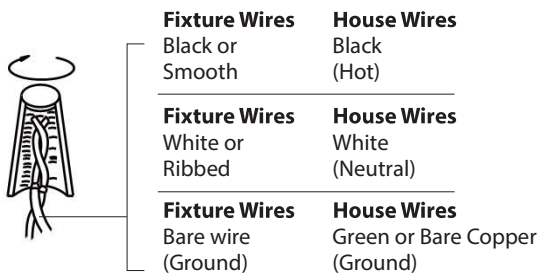 Fixture Wires House Wires
Black or Black
Smooth (Hot)
Fixture Wires House Wires
White or White
Ribbed (Neutral)
Fixture Wires House Wires
Bare wire Green or Bare Copper
(Ground) (Ground)